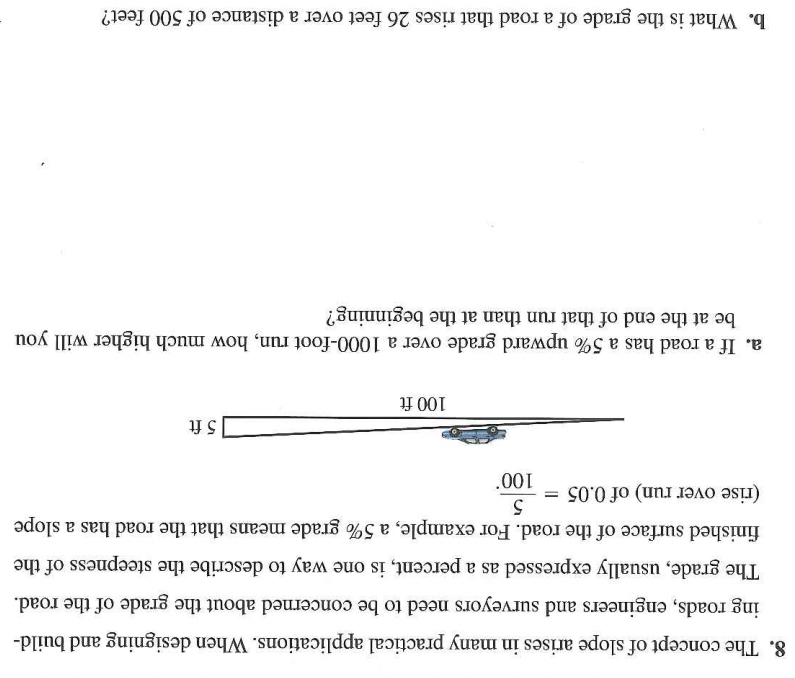 8. The concept of slope arises in many practical applications. When designing and build-
ing roads, engineers and surveyors need to be concerned about the grade of the road.
The grade, usually expressed as a percent, is one way to describe the steepness of the
finished surface of the road. For example, a 5% grade means that the road has a slope
(rise over run) of 0.05 = 5/100.
5 ft
100 ft
a. If a road has a 5% upward grade over a 1000-foot run, how much higher will you
be at the end of that run than at the beginning?
b. What is the grade of a road that rises 26 feet over a distance of 500 feet?